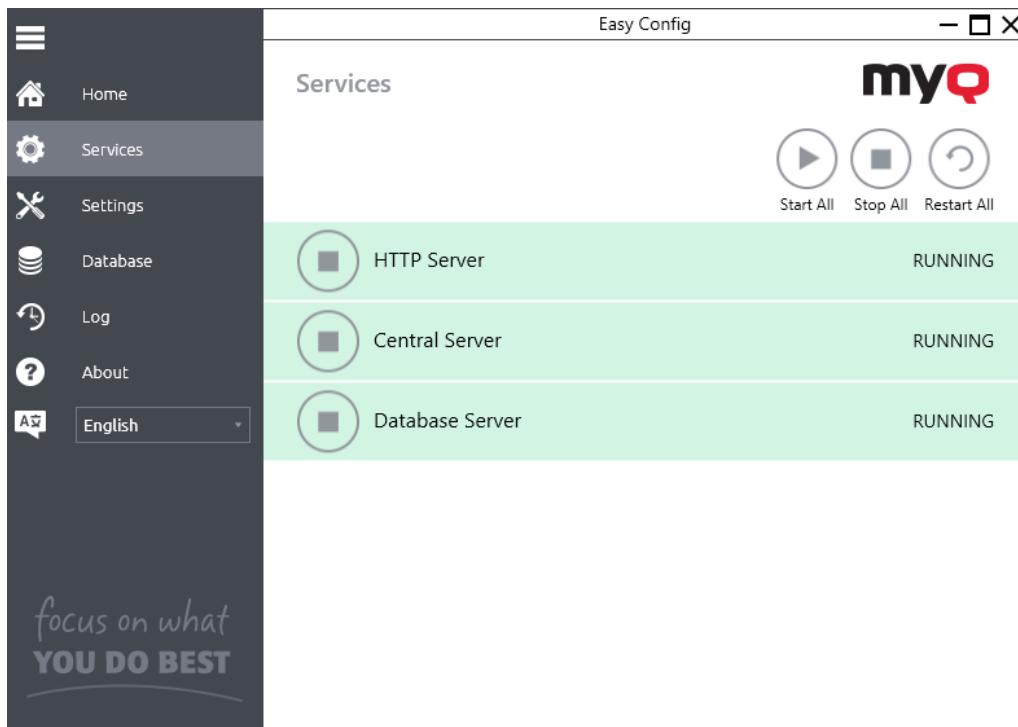 Easy Config
Home
Services
Settings
Database
Log
?
About
A
English
focus on what
YOU DO BEST
Services
myQ
Start All
Stop All
Restart All
HTTP Server
RUNNING
Central Server
RUNNING
Database Server
RUNNING